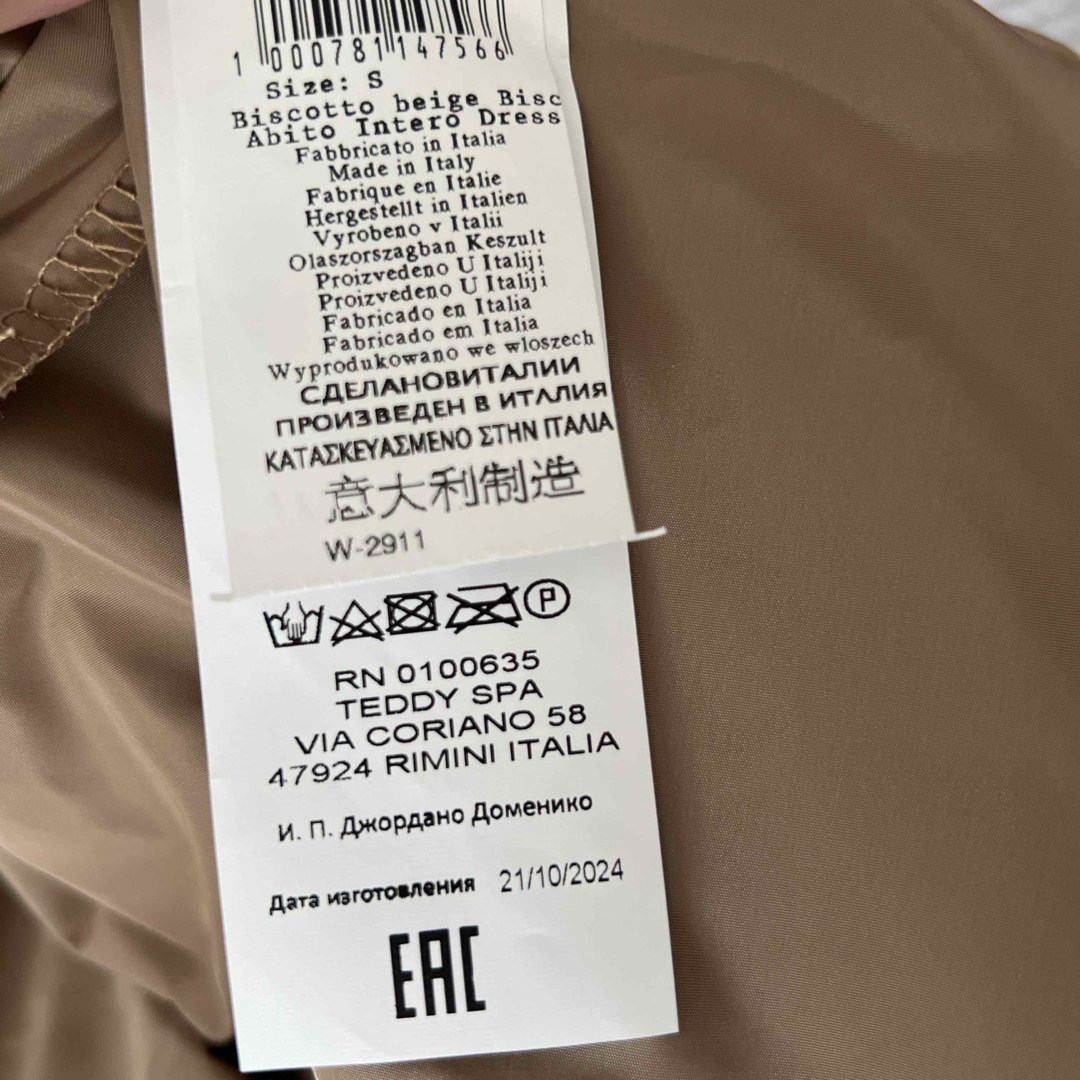 1 000781 147566
Size: S
Biscotto beige Bisc
Abito Intero Dress
Fabbricato in Italia
Made in Italy
Fabrique en Italie
Hergestellt in Italien
Vyrobeno v Italii
Olaszorszagban Keszult
Proizvedeno U Italiji
Proizvedeno U Italiji
Fabricado en Italia
Fabricado em Italia
Wyprodukowano we wloszech
СДЕЛАНОВИТАЛИИ
ПРОИЗВЕДЕН В ИТАЛИЯ
ΚΑΤΑΣΚΕΥΑΣΜΕΝΟ ΣΤΗΝ ΙΤΑΛΙΑ
意大利制造
W-2911
P
RN 0100635
TEDDY SPA
VIA CORIANO 58
47924 RIMINI ITALIA
И. П. Джордано Доменико
Дата изготовления 21/10/2024
EAC